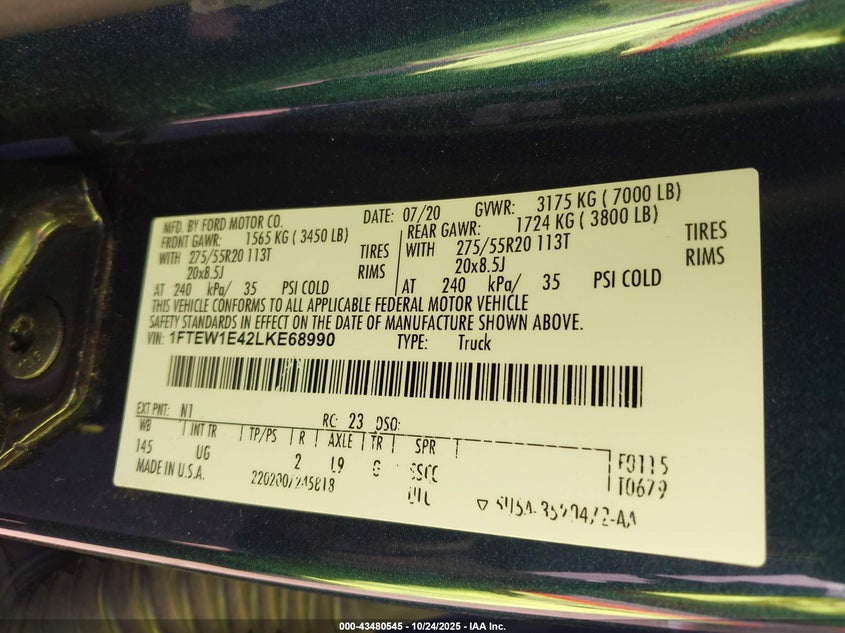 MFD. BY FORD MOTOR CO. DATE: 07/20 GVWR: 3175 KG ( 7000 LB)
FRONT GAWR: 1565 KG ( 3450 LB) REAR GAWR: 1724 KG ( 3800 LB)
WITH 275/55R20 113T TIRES WITH 275/55R20 113T TIRES
20x8.5J RIMS 20x8.5J RIMS
AT 240 kPa/ 35 PSI COLD AT 240 kPa/ 35 PSI COLD
THIS VEHICLE CONFORMS TO ALL APPLICABLE FEDERAL MOTOR VEHICLE
SAFETY STANDARDS IN EFFECT ON THE DATE OF MANUFACTURE SHOWN ABOVE.
VIN: 1FTEW1E42LKE68990 TYPE: Truck
EXT PNT: N1 RC: 23 DSO:
WB INT TR TP/PS R AXLE TR SPR
145 UG 2 19 G F0115
MADE IN U.S.A. T0679
000-43480545 - 10/24/2025 - IAA Inc.